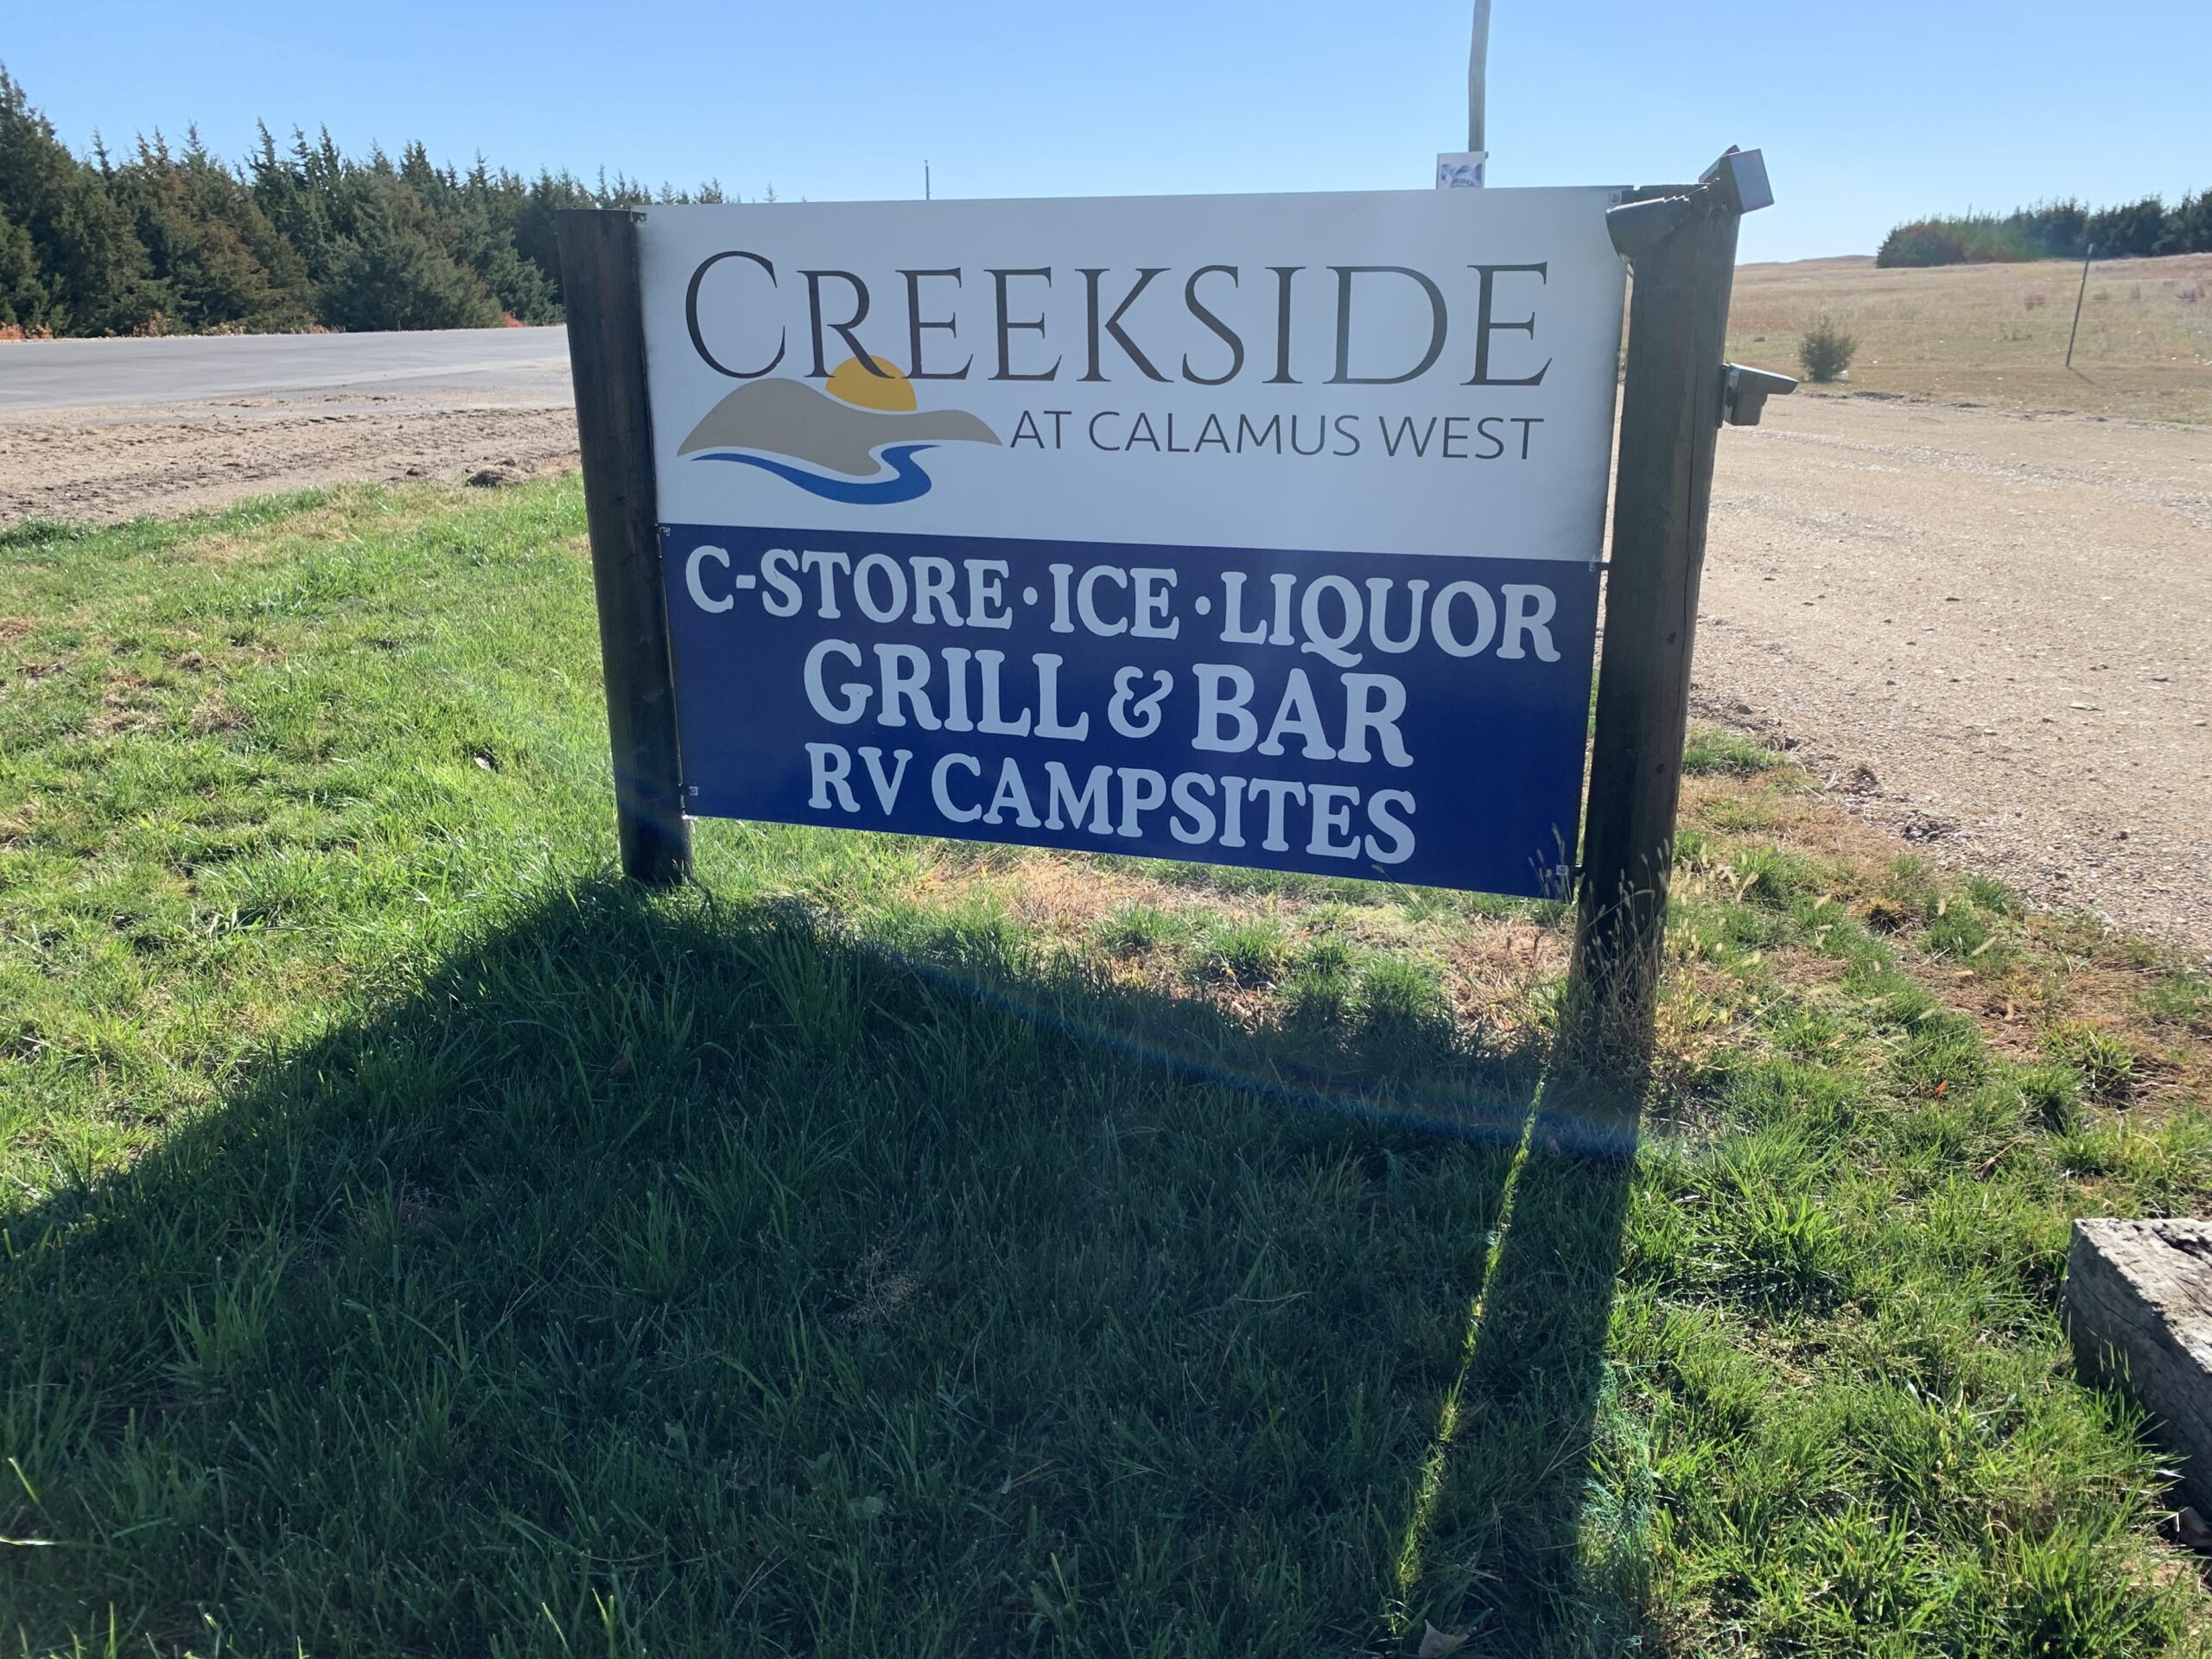 CREEKSIDE
AT CALAMUS WEST
C-STORE · ICE · LIQUOR
GRILL & BAR
RV CAMPSITES